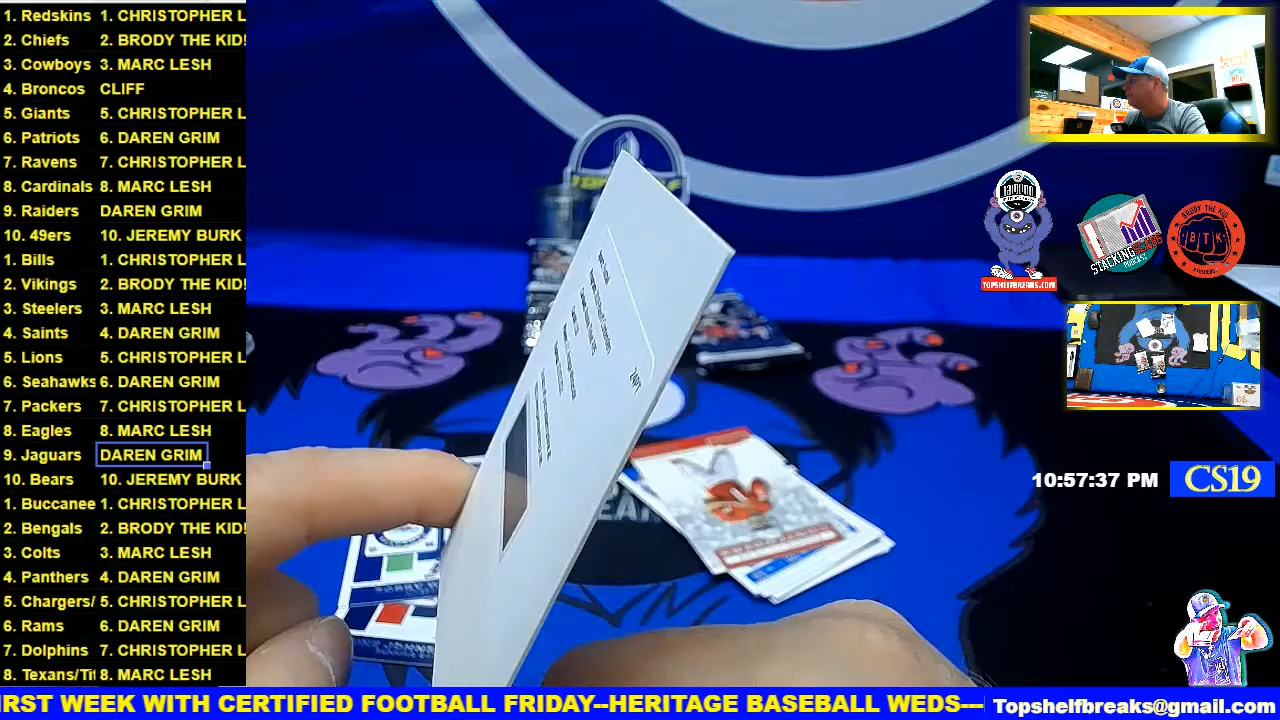 1. Redskins 1. CHRISTOPHER L
2. Chiefs 2. BRODY THE KID!
3. Cowboys 3. MARC LESH
4. Broncos CLIFF
5. Giants 5. CHRISTOPHER L
6. Patriots 6. DAREN GRIM
7. Ravens 7. CHRISTOPHER L
8. Cardinals 8. MARC LESH
9. Raiders DAREN GRIM
10. 49ers 10. JEREMY BURK
1. Bills 1. CHRISTOPHER L
2. Vikings 2. BRODY THE KID!
3. Steelers 3. MARC LESH
4. Saints 4. DAREN GRIM
5. Lions 5. CHRISTOPHER L
6. Seahawks 6. DAREN GRIM
7. Packers 7. CHRISTOPHER L
8. Eagles 8. MARC LESH
9. Jaguars DAREN GRIM
10. Bears 10. JEREMY BURK
1. Buccanee 1. CHRISTOPHER L
2. Bengals 2. BRODY THE KID!
3. Colts 3. MARC LESH
4. Panthers 4. DAREN GRIM
5. Chargers/ 5. CHRISTOPHER L
6. Rams 6. DAREN GRIM
7. Dolphins 7. CHRISTOPHER L
8. Texans/Tit 8. MARC LESH
TOPSHELFBREAKS.COM
STACKING SLABS
PODCAST
BRODY THE KID
BTK
10:57:37 PM CS19
IRST WEEK WITH CERTIFIED FOOTBALL FRIDAY--HERITAGE BASEBALL WEDS---
Topshelfbreaks@gmail.com